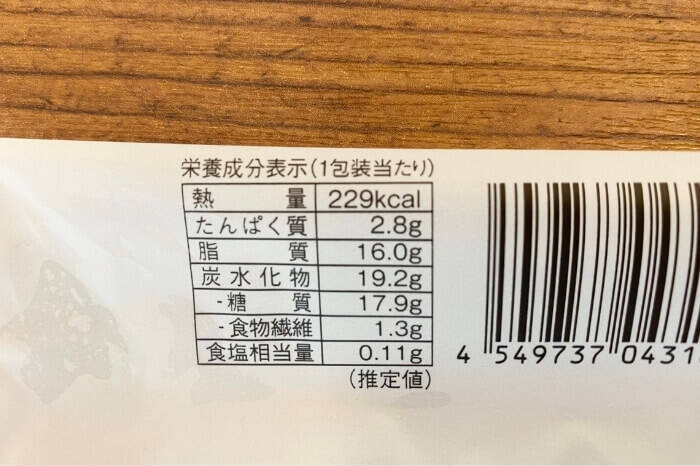 栄養成分表示(1包装当たり)
熱量 229kcal
たんぱく質 2.8g
脂質 16.0g
炭水化物 19.2g
-糖質 17.9g
-食物繊維 1.3g
食塩相当量 0.11g
(推定値)
4 549737 0431